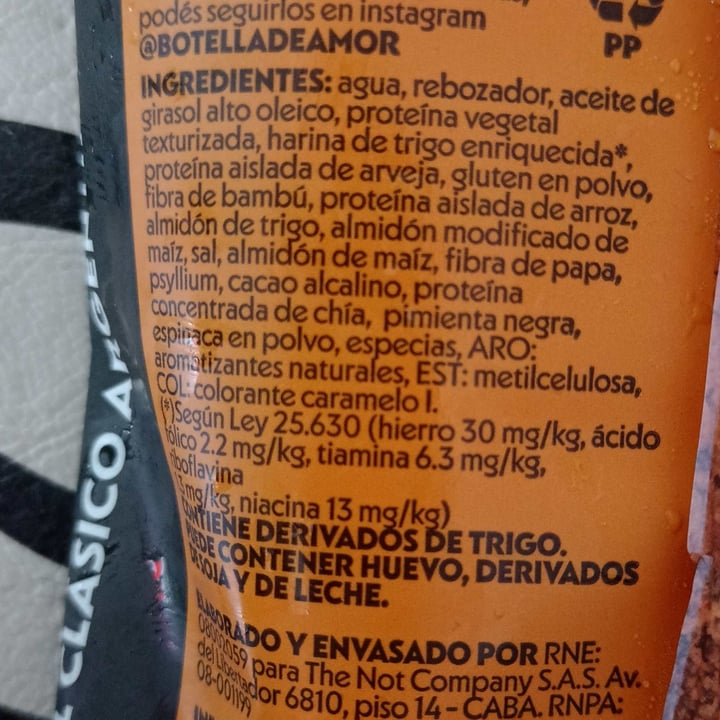 podés seguirlos en instagram
@BOTELLADEAMOR
PP
INGREDIENTES: agua, rebozador, aceite de
girasol alto oleico, proteína vegetal
texturizada, harina de trigo enriquecida*,
proteína aislada de arveja, gluten en polvo,
fibra de bambú, proteína aislada de arroz,
almidón de trigo, almidón modificado de
maíz, sal, almidón de maíz, fibra de papa,
psyllium, cacao alcalino, proteína
concentrada de chía, pimienta negra,
espinaca en polvo, especias, ARO:
aromatizantes naturales, EST: metilcelulosa,
COL: colorante caramelo I.
(*)Según Ley 25.630 (hierro 30 mg/kg, ácido
fólico 2.2 mg/kg, tiamina 6.3 mg/kg,
riboflavina
mg/kg, niacina 13 mg/kg)
CONTIENE DERIVADOS DE TRIGO.
PUEDE CONTENER HUEVO, DERIVADOS
DE SOJA Y DE LECHE.
ELABORADO Y ENVASADO POR RNE:
para The Not Company S.A.S. Av.
del Libertador 6810, piso 14 - CABA. RNPA:
08-001199
CLASICO